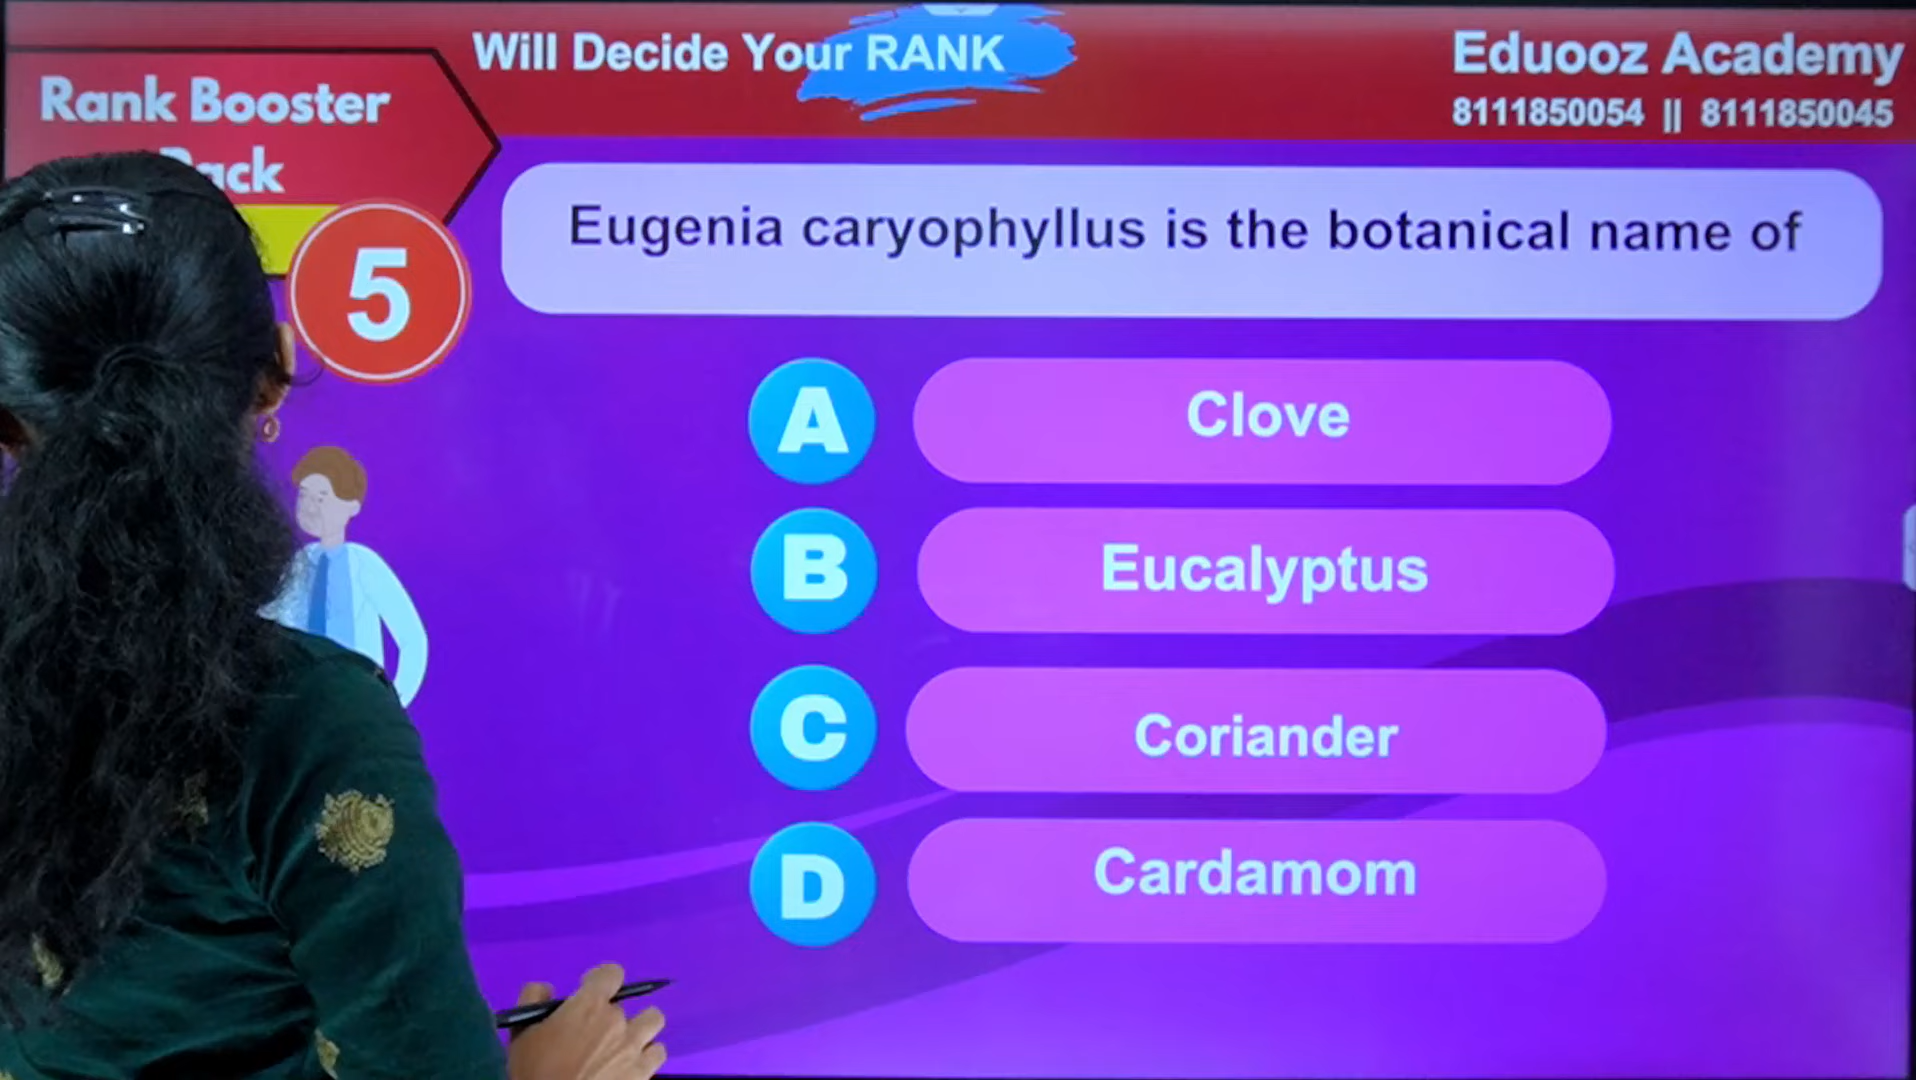 Will Decide Your RANK
Eduooz Academy
8111850054 || 8111850045
Rank Booster
Pack
5
Eugenia caryophyllus is the botanical name of
A Clove
B Eucalyptus
C Coriander
D Cardamom